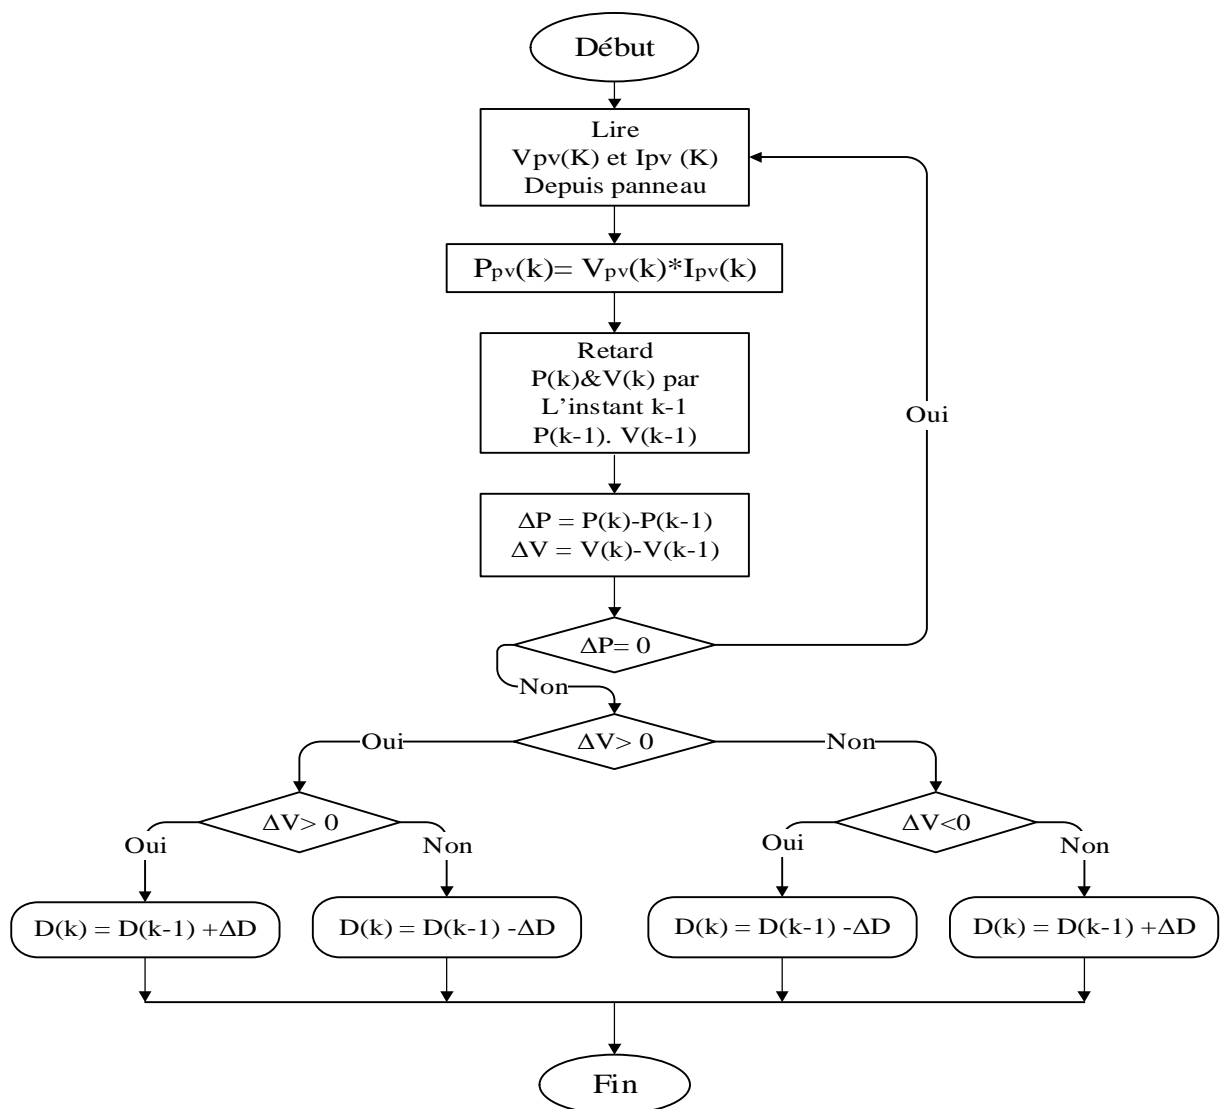 Début
Lire
Vpv(K) et Ipv (K)
Depuis panneau
Ppv(k)= Vpv(k)*Ipv(k)
Retard
P(k)&V(k) par
L'instant k-1
P(k-1). V(k-1)
Oui
ΔP = P(k)-P(k-1)
ΔV = V(k)-V(k-1)
ΔP= 0
Non
Oui
ΔV> 0
Non
ΔV> 0
ΔV<0
Oui
Non
Oui
Non
D(k) = D(k-1) +ΔD
D(k) = D(k-1) -ΔD
D(k) = D(k-1) -ΔD
D(k) = D(k-1) +ΔD
Fin